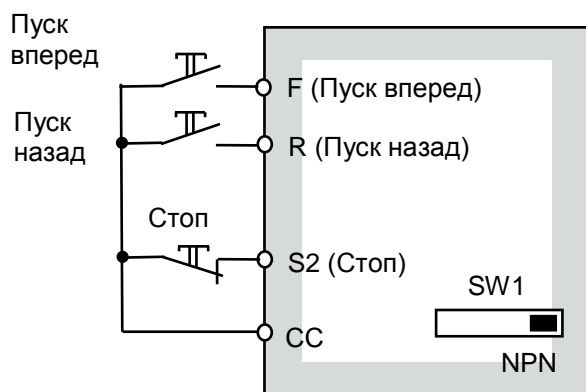 Пуск
вперед
F (Пуск вперед)
Пуск
назад
R (Пуск назад)
Стоп
S2 (Стоп)
SW1
CC
NPN